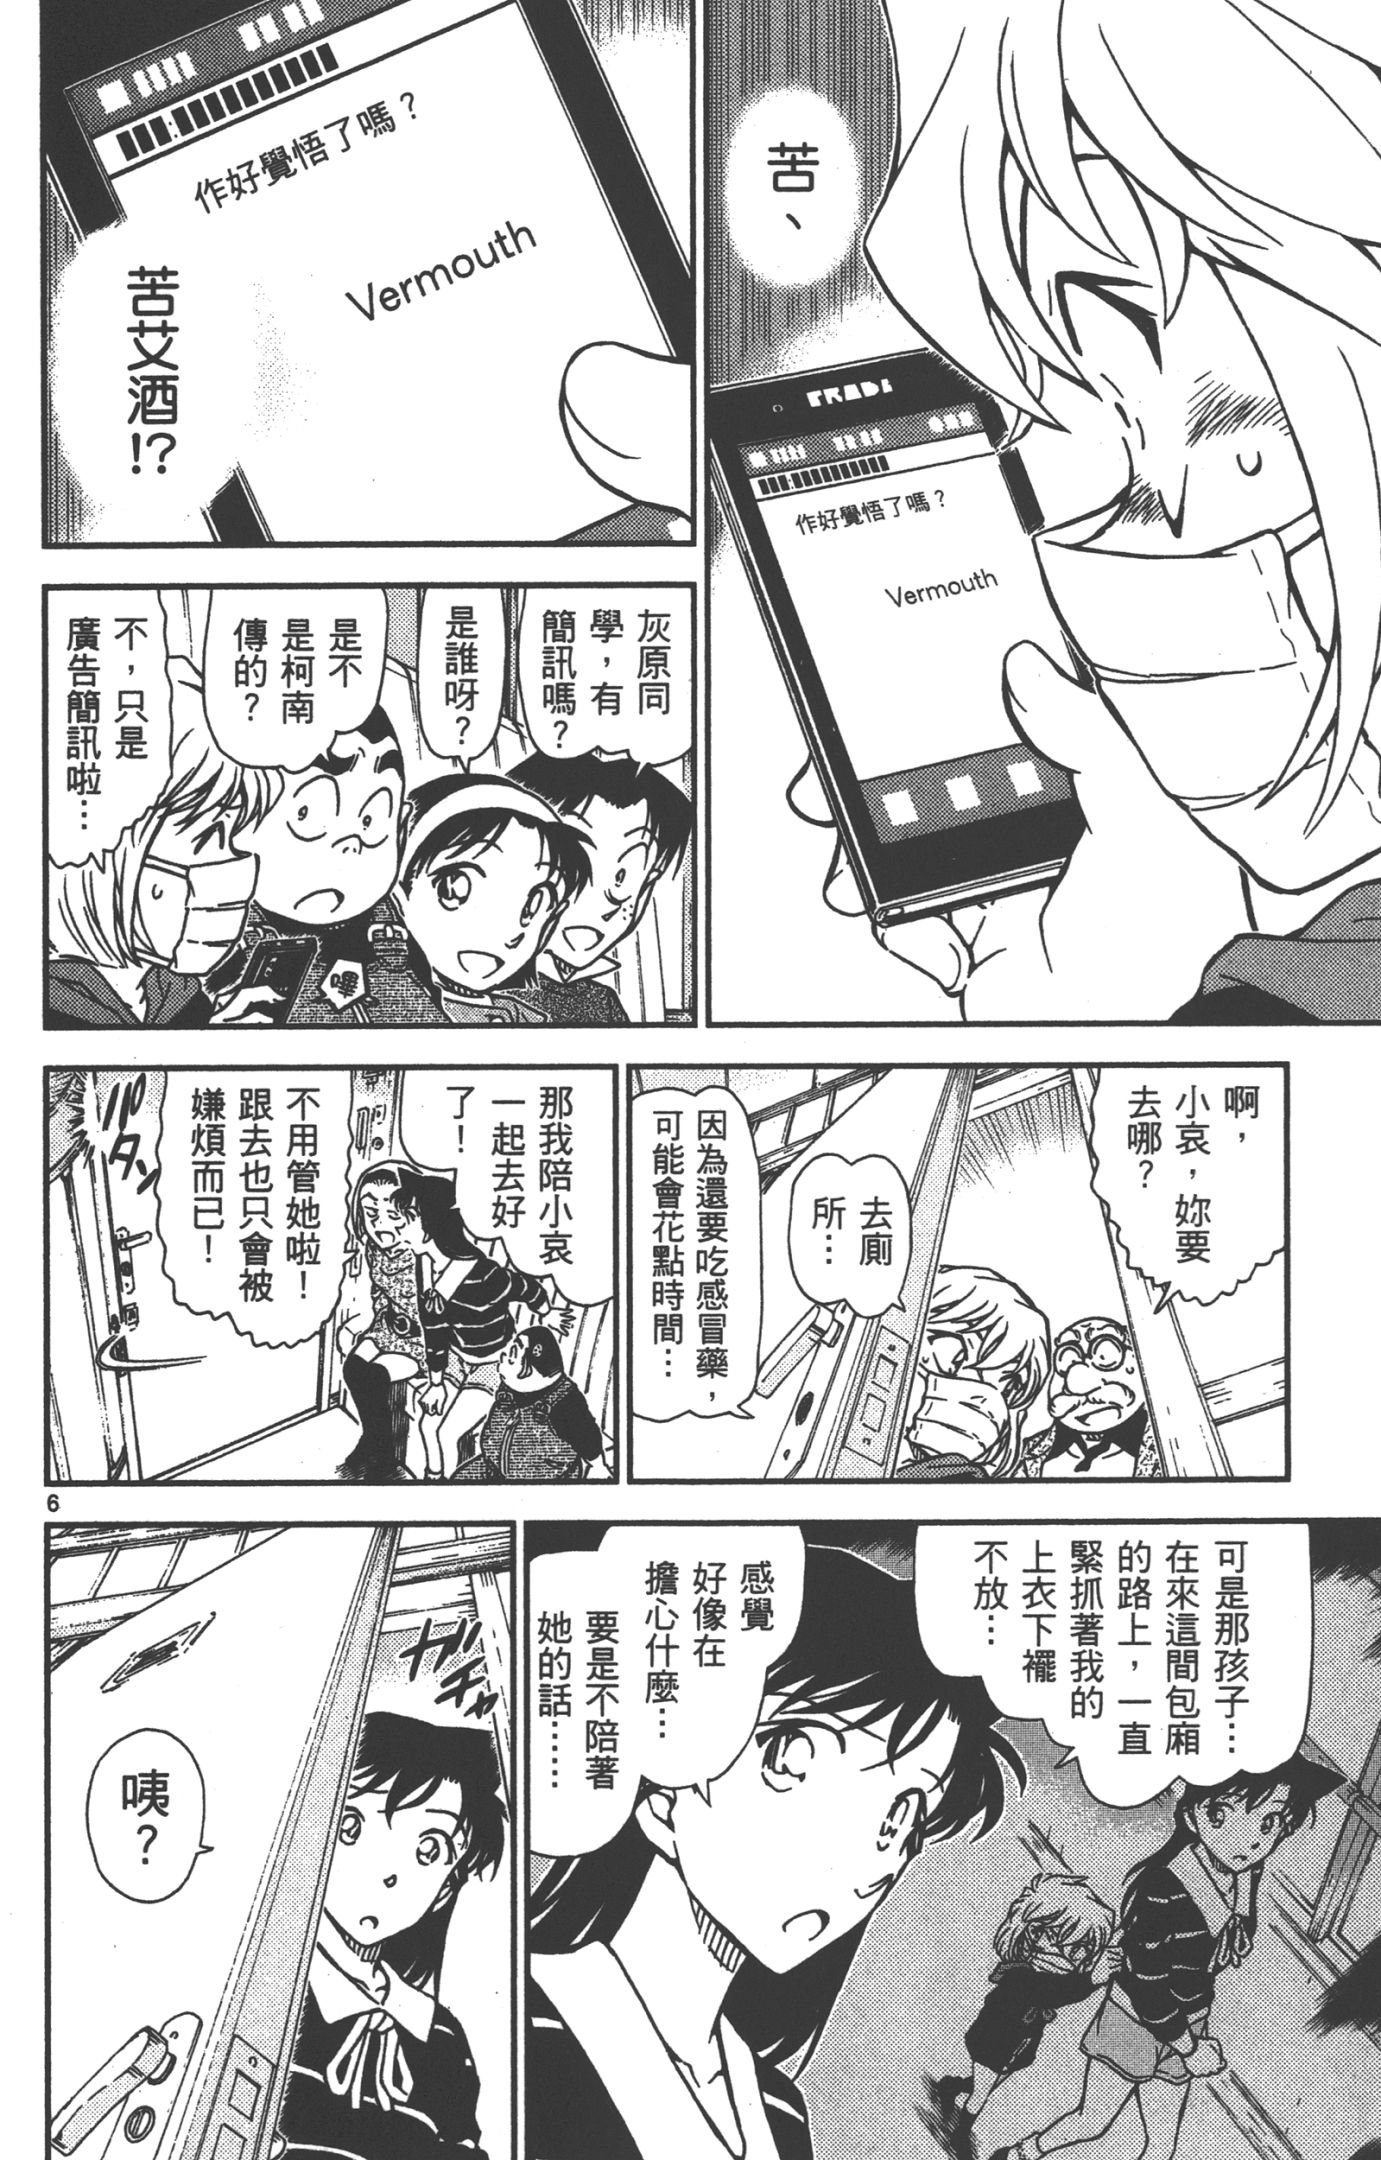 苦、
作好覺悟了嗎？
Vermouth
作好覺悟了嗎？
Vermouth
苦艾酒!?
灰原同
學，有
簡訊嗎？
是誰呀？
是不
是柯南
傳的？
不，只是
廣告簡訊啦…
嗶
啊，
小哀，妳要
去哪？
去廁
所…
因為還要吃感冒藥，
可能會花點時間…
那我陪小哀
一起去好
了！
不用管她啦！
跟去也只會被
嫌煩而已！
バタン
6
可是那孩子…
在來這間包廂
的路上，一直
緊抓著我的
上衣下襬
不放…
感覺
好像在
擔心什麼…
要是不陪著
她的話……
ガチャ
咦？